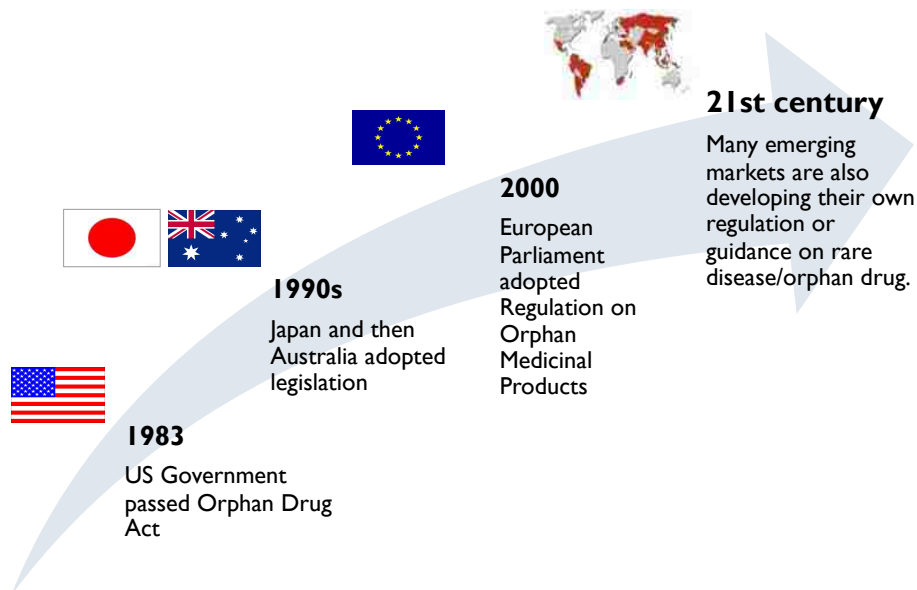 1983
US Government
passed Orphan Drug
Act
1990s
Japan and then
Australia adopted
legislation
2000
European
Parliament
adopted
Regulation on
Orphan
Medicinal
Products
21st century
Many emerging
markets are also
developing their own
regulation or
guidance on rare
disease/orphan drug.